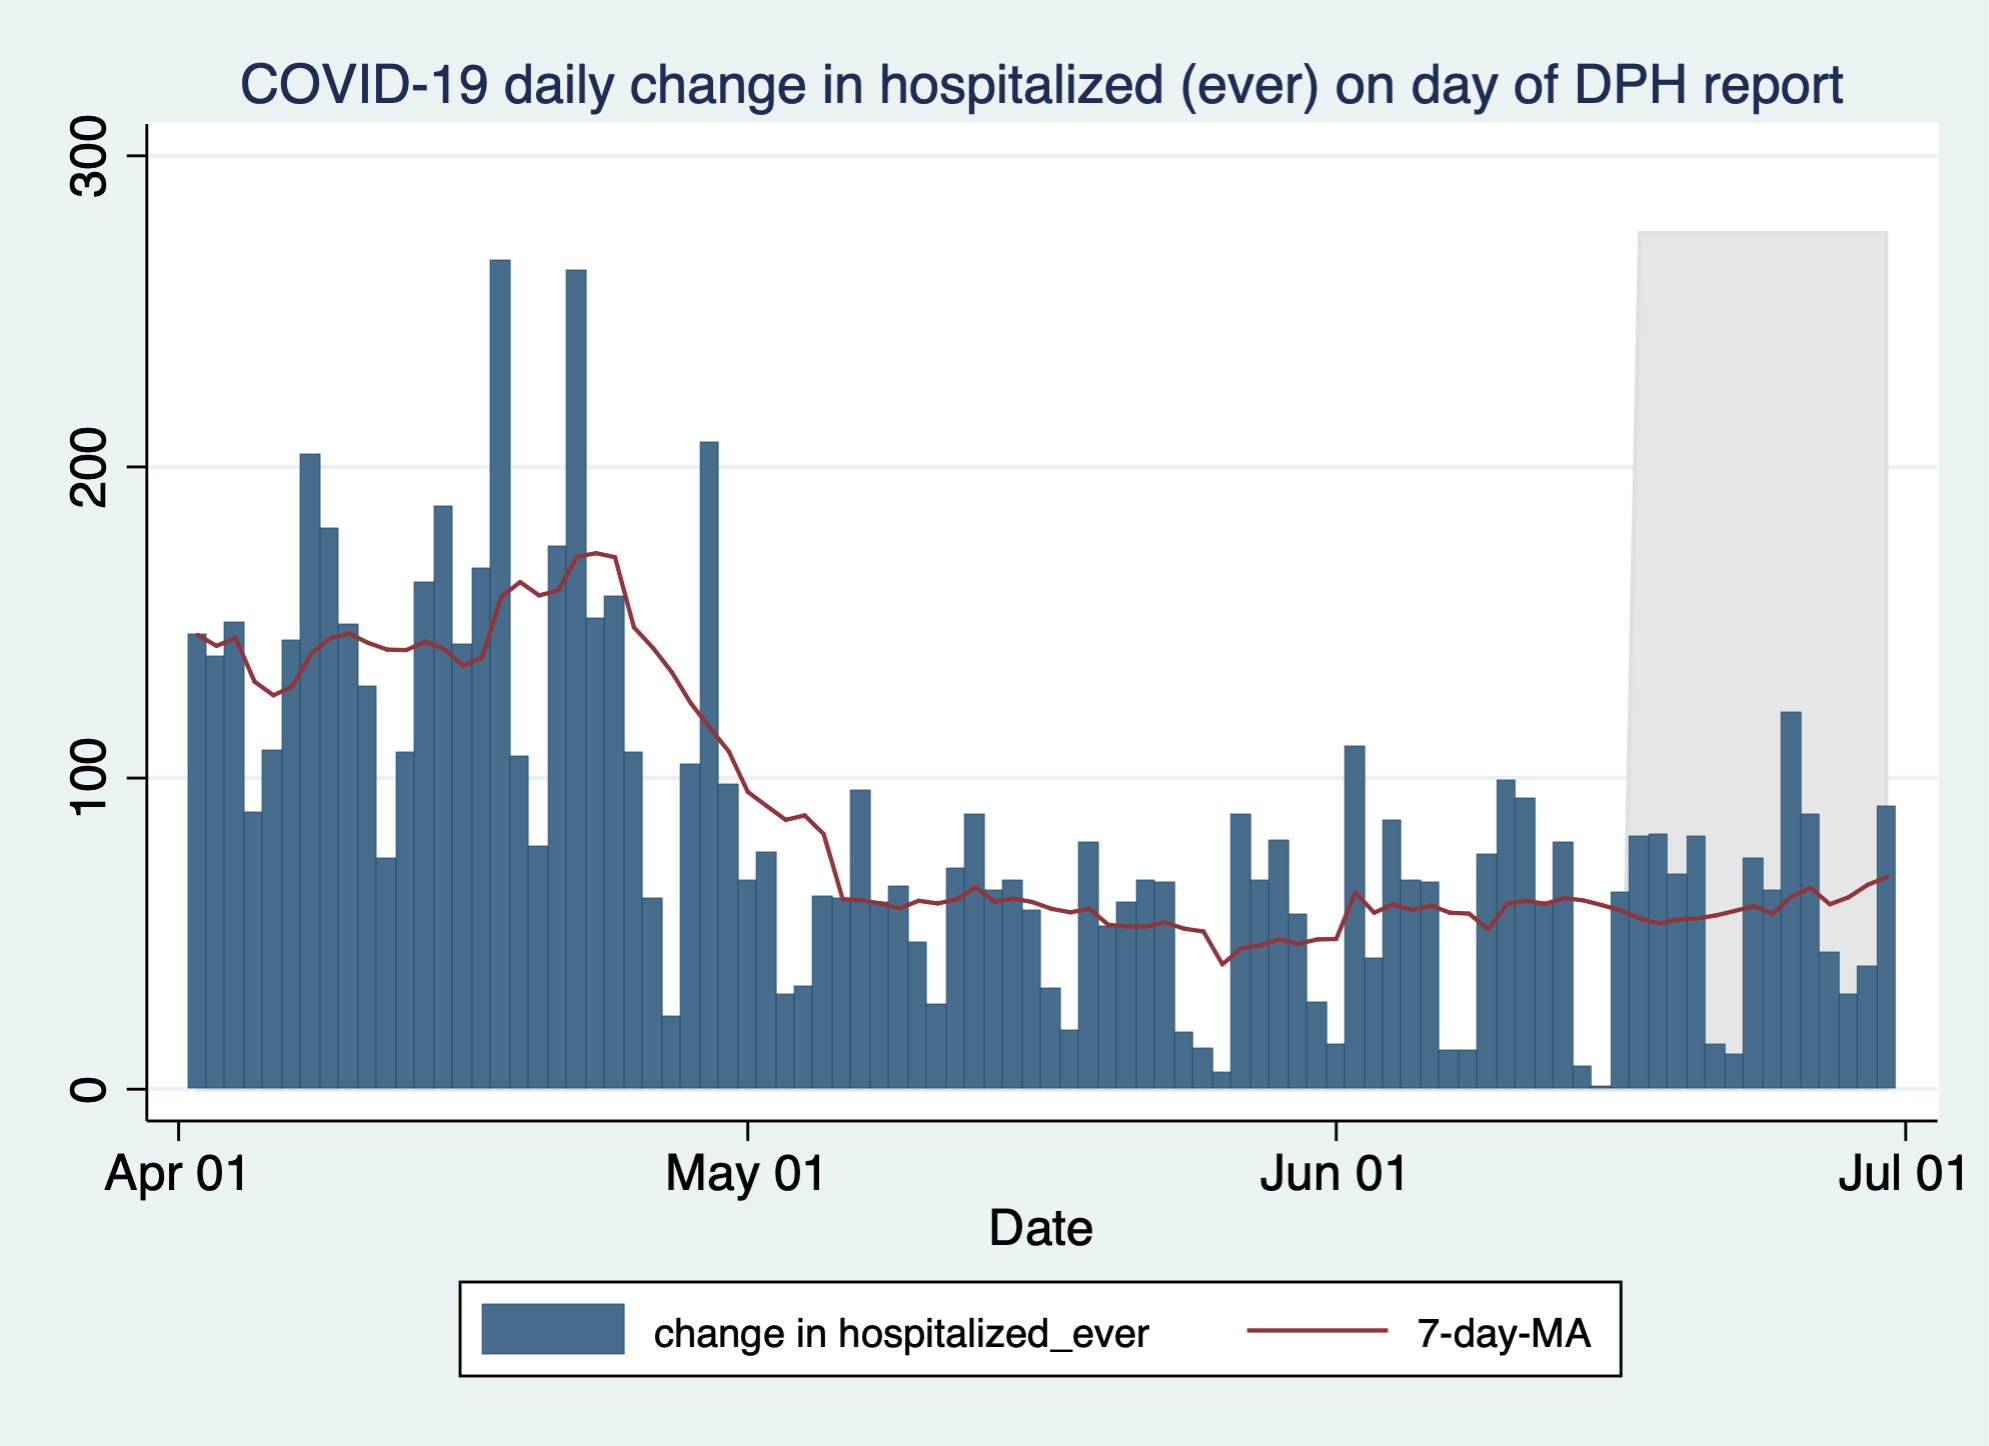 COVID-19 daily change in hospitalized (ever) on day of DPH report
300
200
100
0
Apr 01 May 01 Jun 01 Jul 01
Date
change in hospitalized_ever 7-day-MA